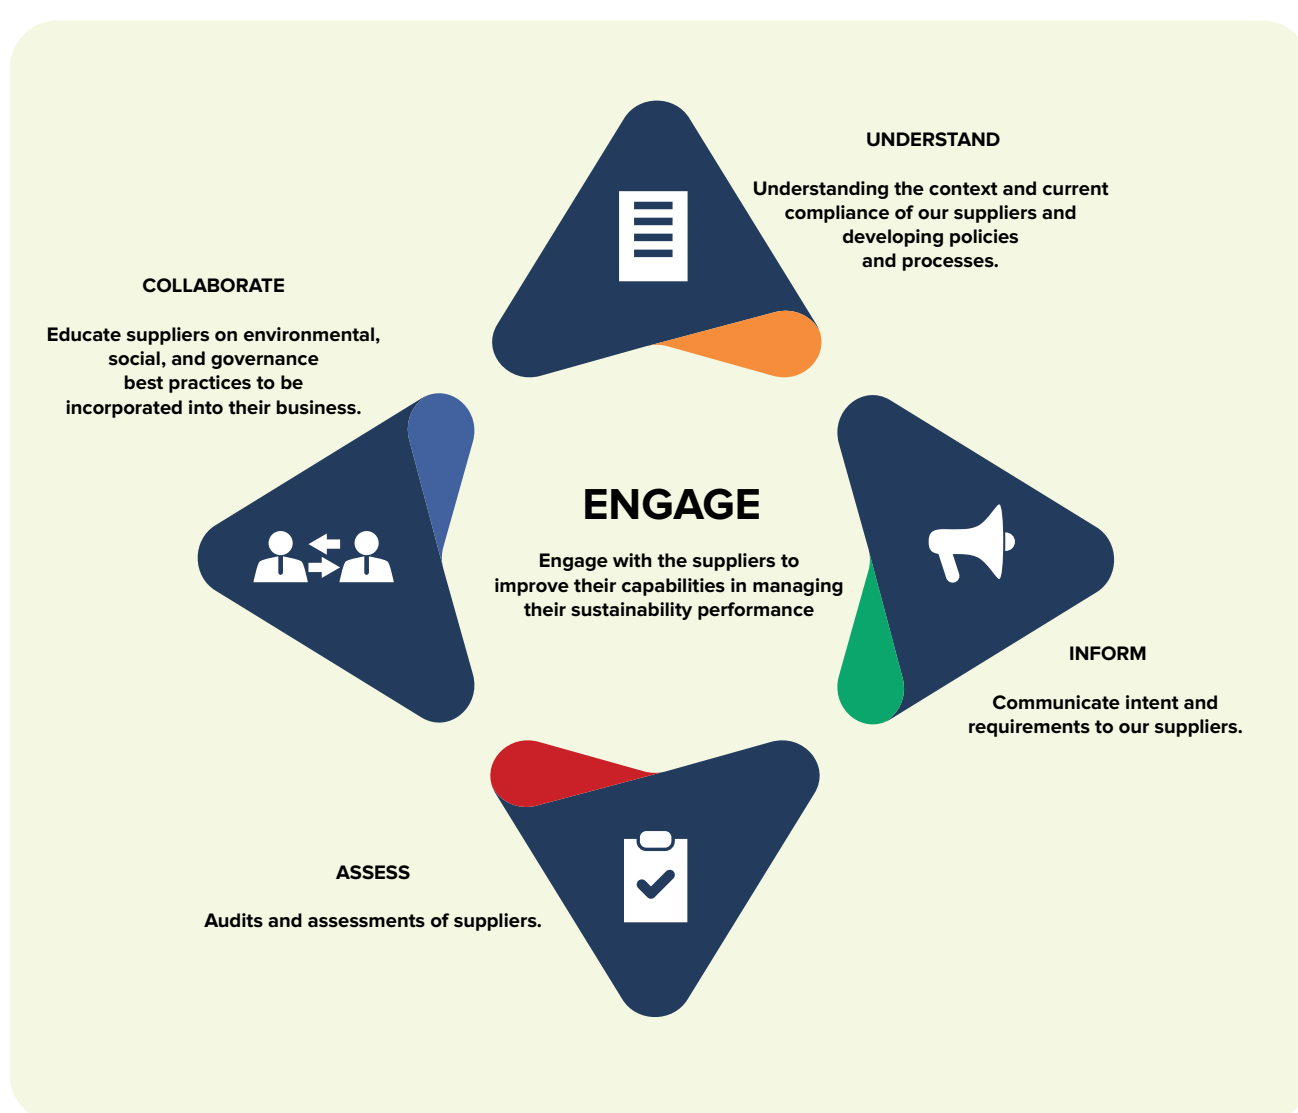 UNDERSTAND
Understanding the context and current
compliance of our suppliers and
developing policies
and processes.
COLLABORATE
Educate suppliers on environmental,
social, and governance
best practices to be
incorporated into their business.
ENGAGE
Engage with the suppliers to
improve their capabilities in managing
their sustainability performance
INFORM
Communicate intent and
requirements to our suppliers.
ASSESS
Audits and assessments of suppliers.